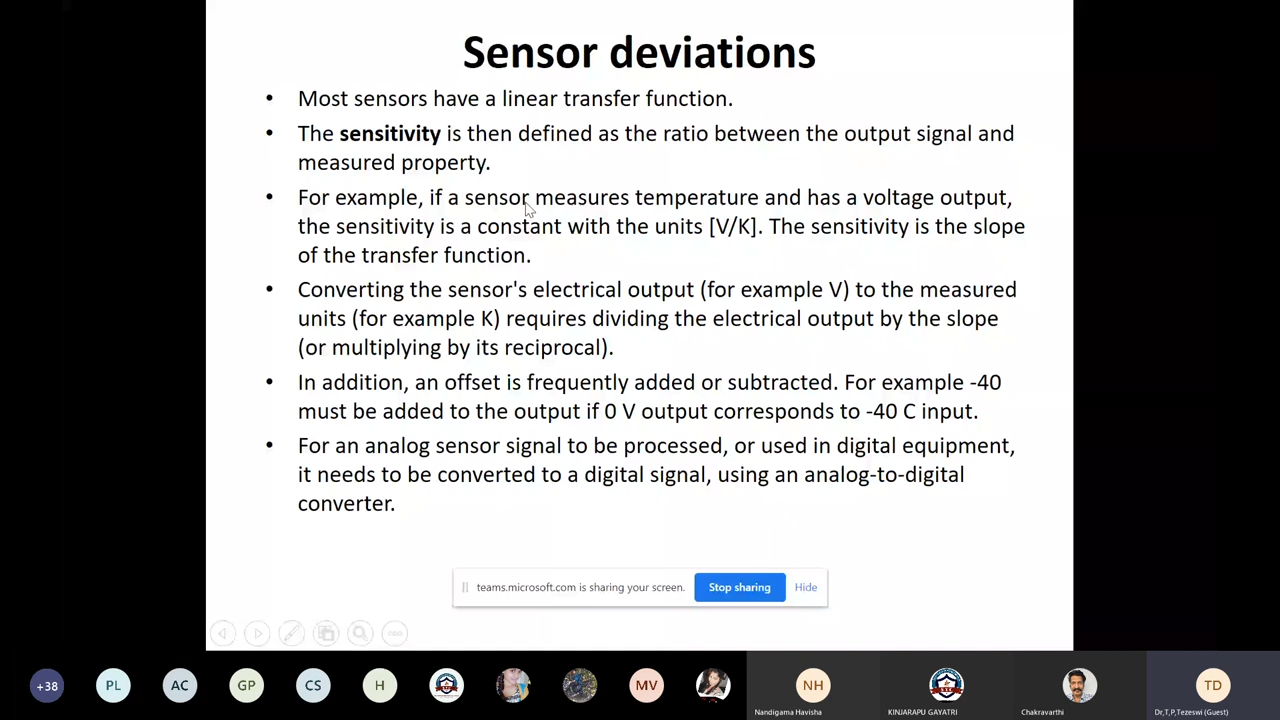 Sensor deviations
• Most sensors have a linear transfer function.
• The sensitivity is then defined as the ratio between the output signal and
measured property.
• For example, if a sensor measures temperature and has a voltage output,
the sensitivity is a constant with the units [V/K]. The sensitivity is the slope
of the transfer function.
• Converting the sensor's electrical output (for example V) to the measured
units (for example K) requires dividing the electrical output by the slope
(or multiplying by its reciprocal).
• In addition, an offset is frequently added or subtracted. For example -40
must be added to the output if 0 V output corresponds to -40 C input.
• For an analog sensor signal to be processed, or used in digital equipment,
it needs to be converted to a digital signal, using an analog-to-digital
converter.
teams.microsoft.com is sharing your screen.
Stop sharing
Hide
+38
PL
AC
GP
CS
H
MV
NH
TD
Nandigama Havisha
KINJARAPU GAYATRI
Chakravarthi
Dr,T,P,Tezeswi (Guest)